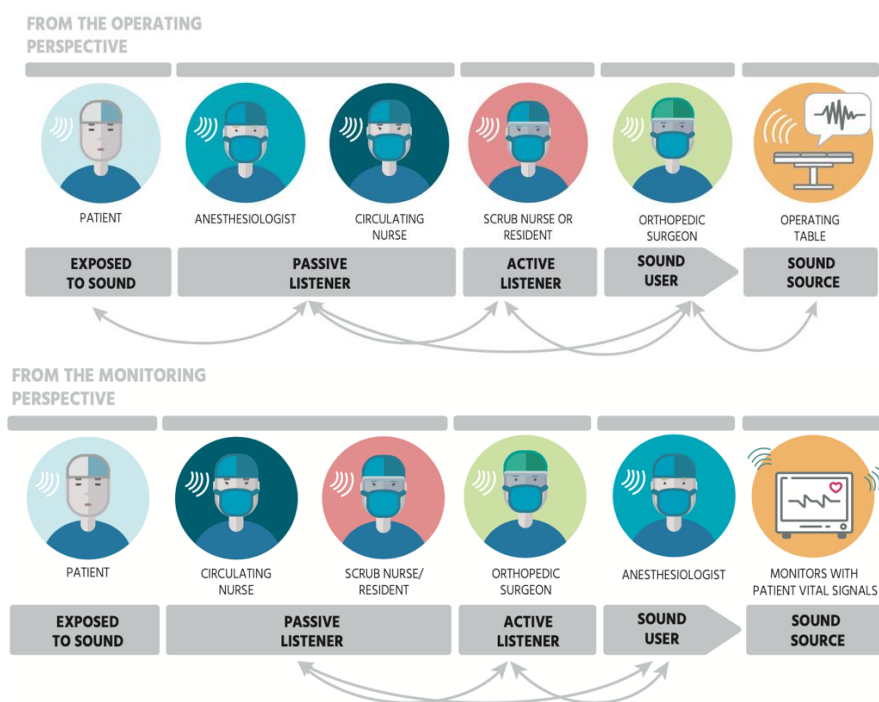 FROM THE OPERATING
PERSPECTIVE
PATIENT
ANESTHESIOLOGIST
CIRCULATING
NURSE
SCRUB NURSE OR
RESIDENT
ORTHOPEDIC
SURGEON
OPERATING
TABLE
EXPOSED
TO SOUND
PASSIVE
LISTENER
ACTIVE
LISTENER
SOUND
USER
SOUND
SOURCE
FROM THE MONITORING
PERSPECTIVE
PATIENT
CIRCULATING
NURSE
SCRUB NURSE/
RESIDENT
ORTHOPEDIC
SURGEON
ANESTHESIOLOGIST
MONITORS WITH
PATIENT VITAL SIGNALS
EXPOSED
TO SOUND
PASSIVE
LISTENER
ACTIVE
LISTENER
SOUND
USER
SOUND
SOURCE